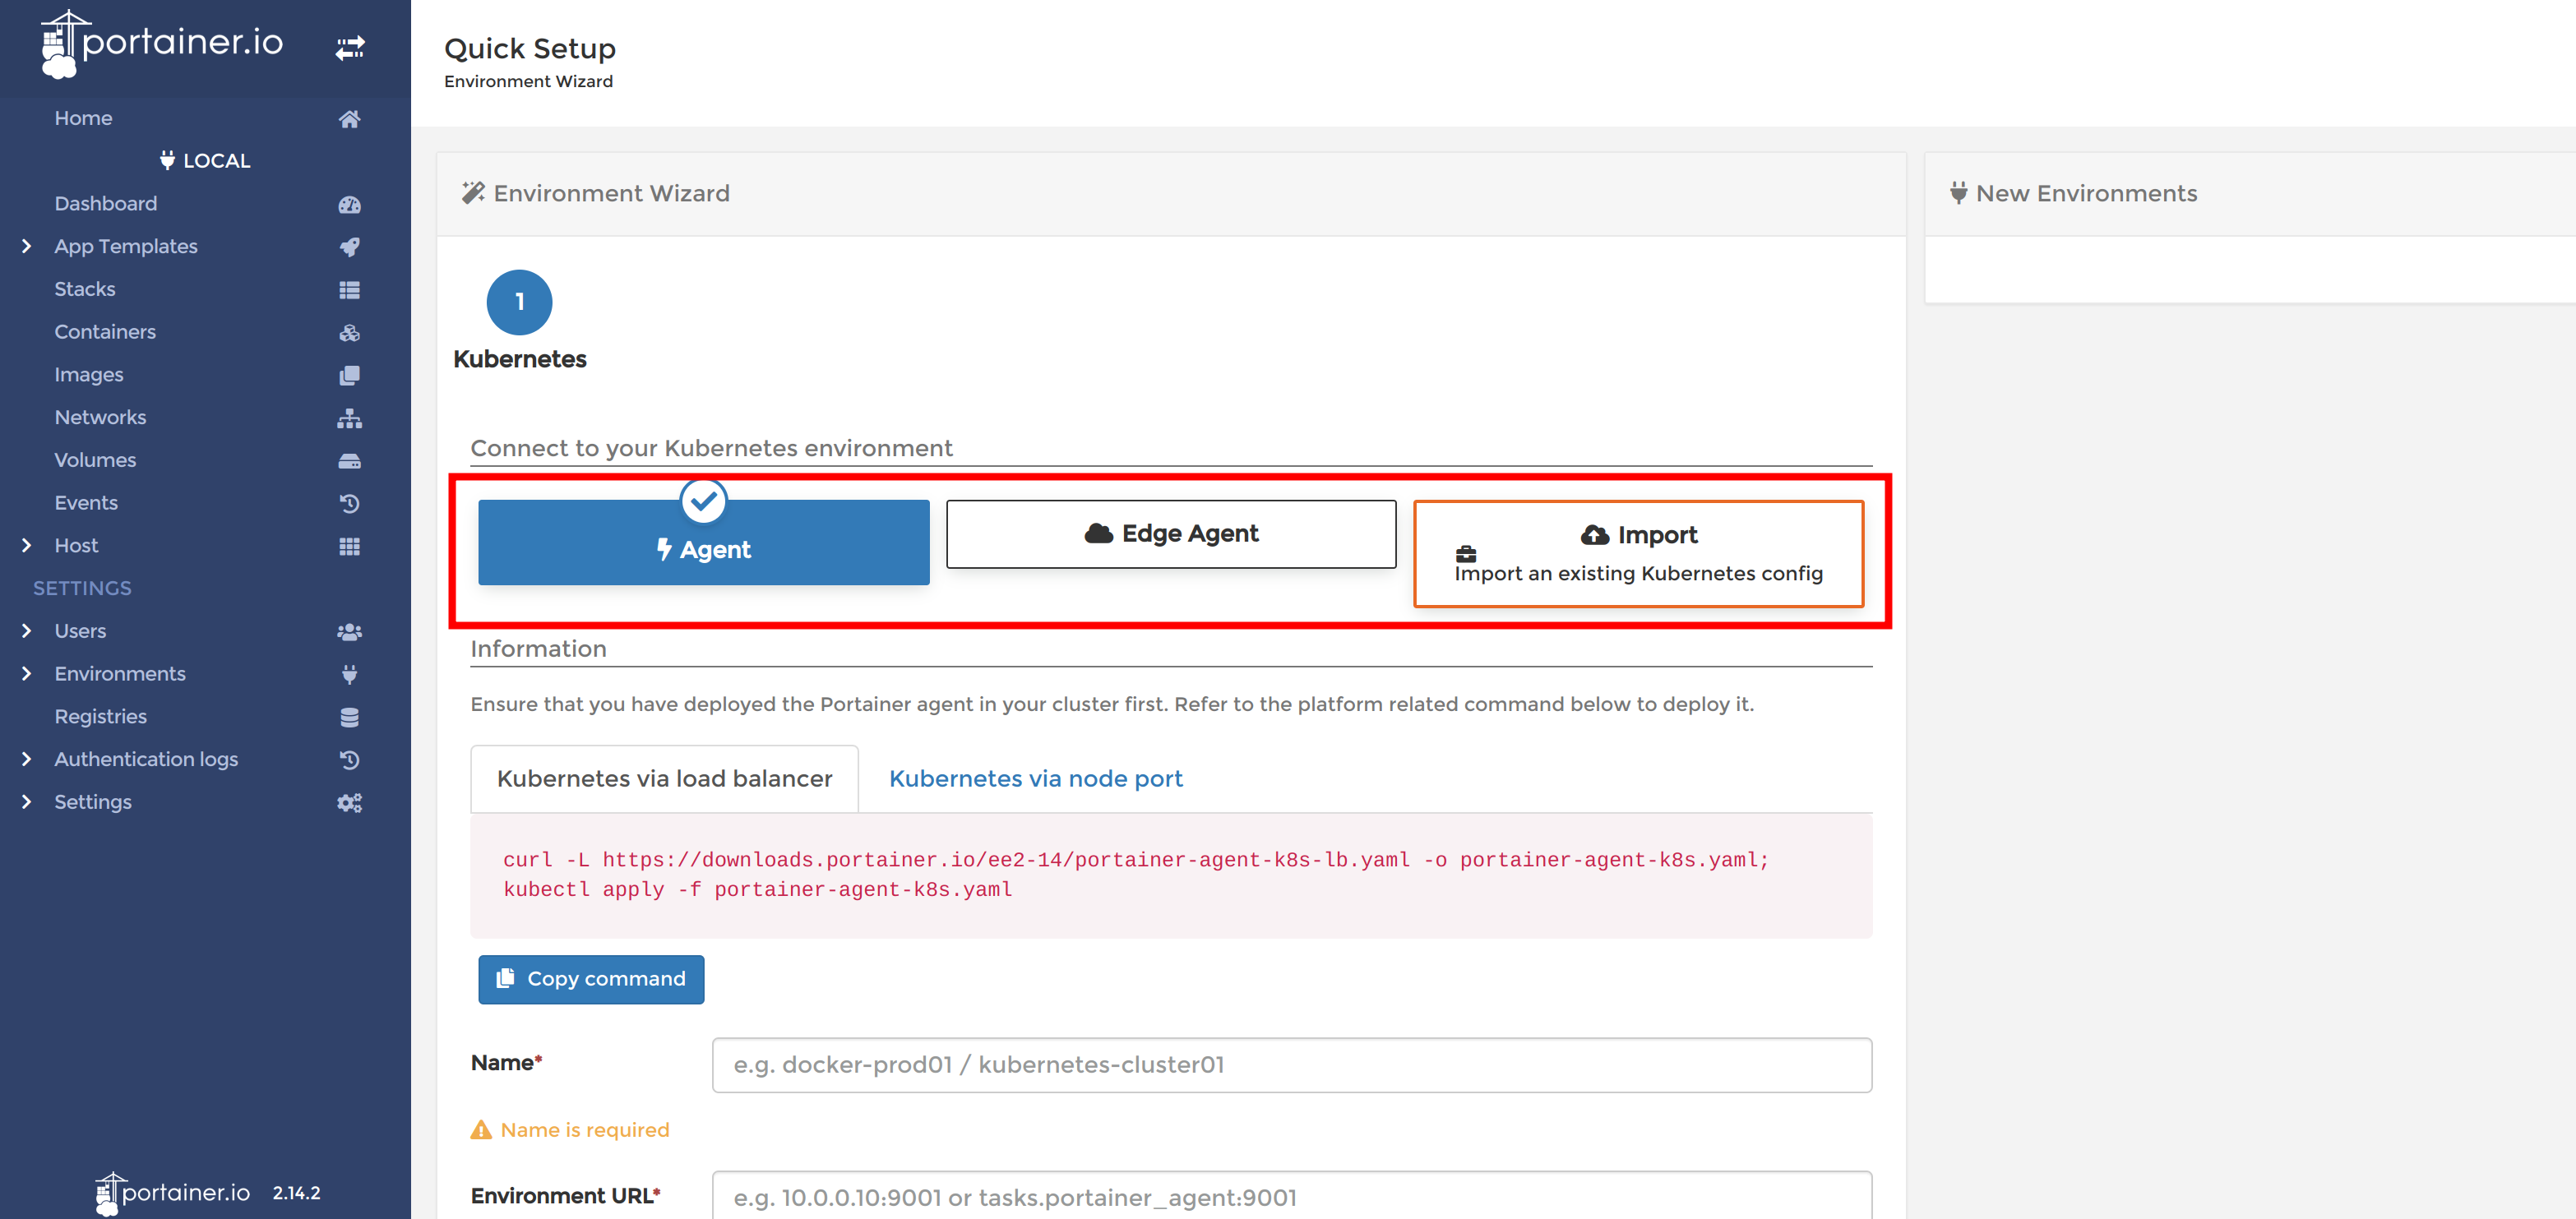 portainer.io
Home
LOCAL
Dashboard
App Templates
Stacks
Containers
Images
Networks
Volumes
Events
Host
SETTINGS
Users
Environments
Registries
Authentication logs
Settings
portainer.io 2.14.2
Quick Setup
Environment Wizard
Environment Wizard
1
Kubernetes
Connect to your Kubernetes environment
Agent
Edge Agent
Import
Import an existing Kubernetes config
Information
Ensure that you have deployed the Portainer agent in your cluster first. Refer to the platform related command below to deploy it.
Kubernetes via load balancer
Kubernetes via node port
curl -L https://downloads.portainer.io/ee2-14/portainer-agent-k8s-lb.yaml -o portainer-agent-k8s.yaml;
kubectl apply -f portainer-agent-k8s.yaml
Copy command
Name*
e.g. docker-prod01 / kubernetes-cluster01
Name is required
Environment URL*
e.g. 10.0.0.10:9001 or tasks.portainer_agent:9001
New Environments